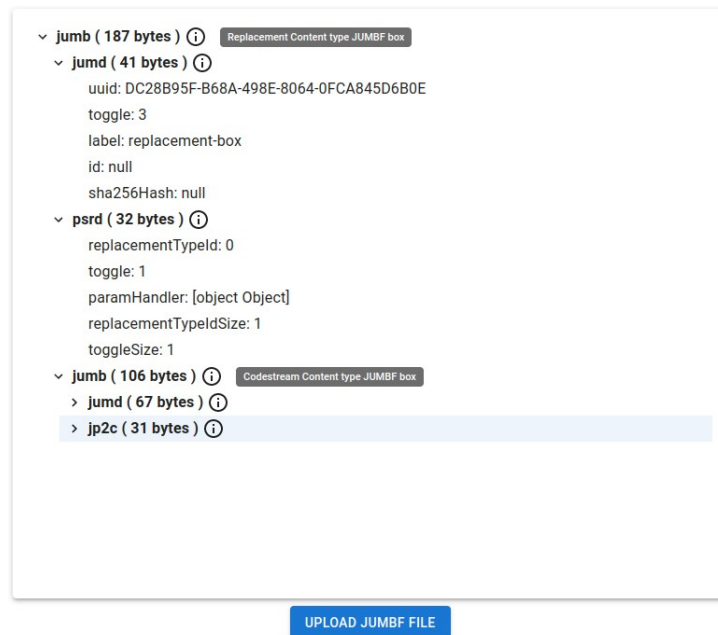 jumb ( 187 bytes ) Replacement Content type JUMBF box
jumd ( 41 bytes )
uuid: DC28B95F-B68A-498E-8064-0FCA845D6B0E
toggle: 3
label: replacement-box
id: null
sha256Hash: null
psrd ( 32 bytes )
replacementTypeId: 0
toggle: 1
paramHandler: [object Object]
replacementTypeIdSize: 1
toggleSize: 1
jumb ( 106 bytes ) Codestream Content type JUMBF box
jumd ( 67 bytes )
jp2c ( 31 bytes )
UPLOAD JUMBF FILE